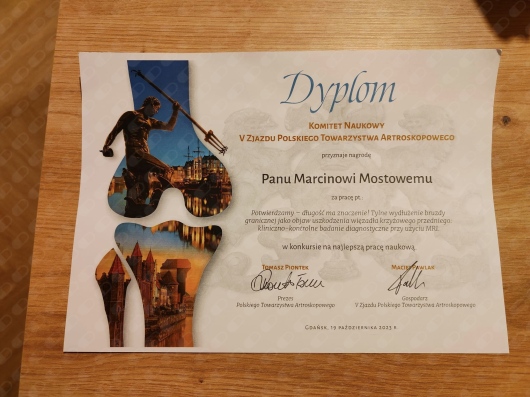 Dyplom
Komitet Naukowy
V Zjazdu Polskiego Towarzystwa Artroskopowego
przyznaje nagrodę
Panu Marcinowi Mostowemu
za pracę pt.
Potwierdzamy – długość ma znaczenie! Tylne wydłużenie bruzdy
granicznej jako objaw uszkodzenia więzadła krzyżowego przedniego:
kliniczno-kontrolne badanie diagnostyczne przy użyciu MRI.
w konkursie na najlepszą pracę naukową
Tomasz Piontek
Prezes
Polskiego Towarzystwa Artroskopowego
Gospodarz
V Zjazdu Polskiego Towarzystwa Artroskopowego
Gdańsk, 19 października 2023 r.